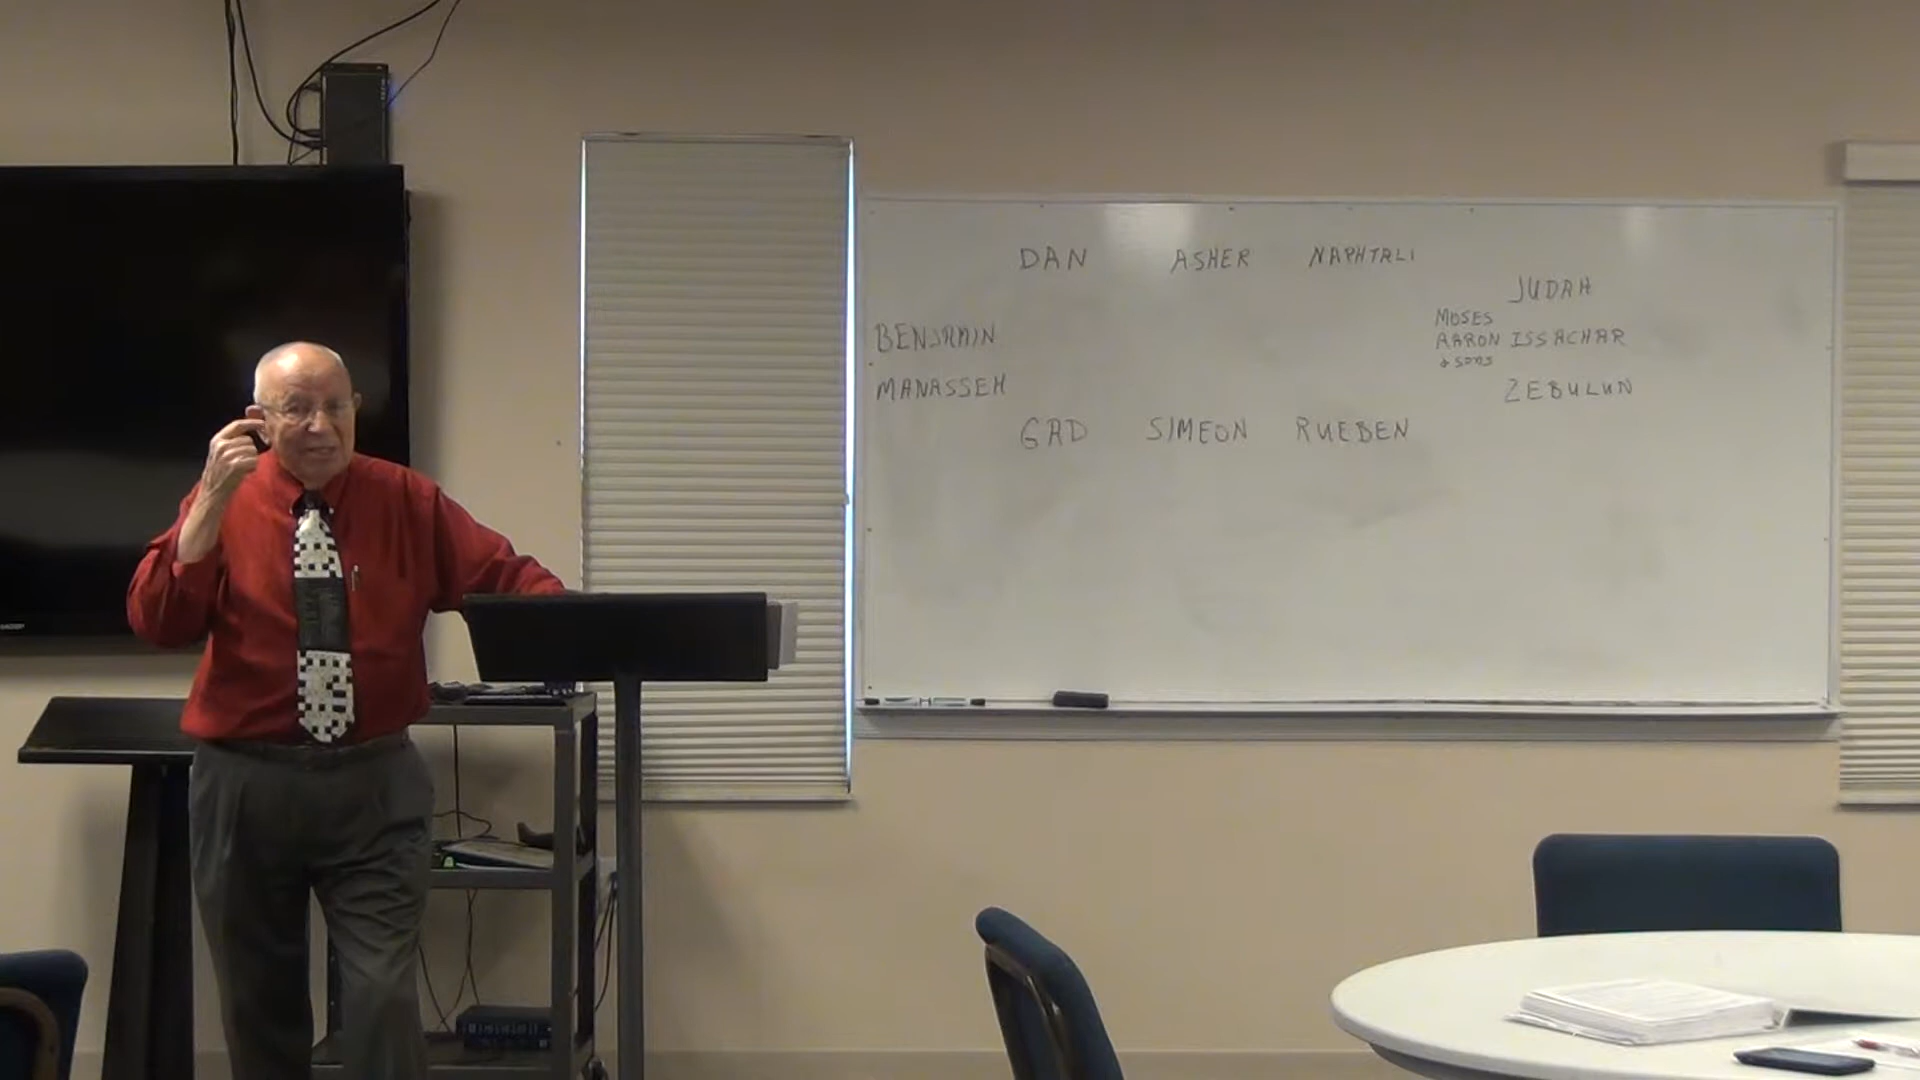 DAN ASHER NAPHTALI
JUDAH
MOSES
BENJAMIN AARON ISSACHAR
& SONS
MANASSEH ZEBULUN
GAD SIMEON RUEBEN